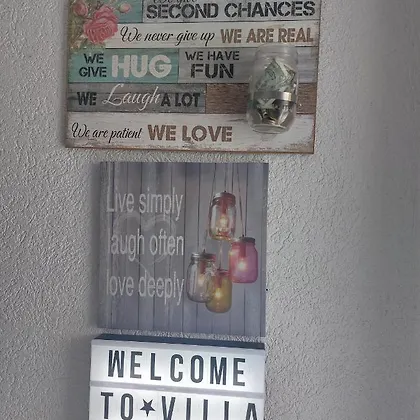 SECOND CHANCES
We never give up WE ARE REAL
WE GIVE HUG WE HAVE FUN
WE Laugh A LOT
We are patient WE LOVE
Live simply
laugh often
love deeply
WELCOME
TO★VILLA